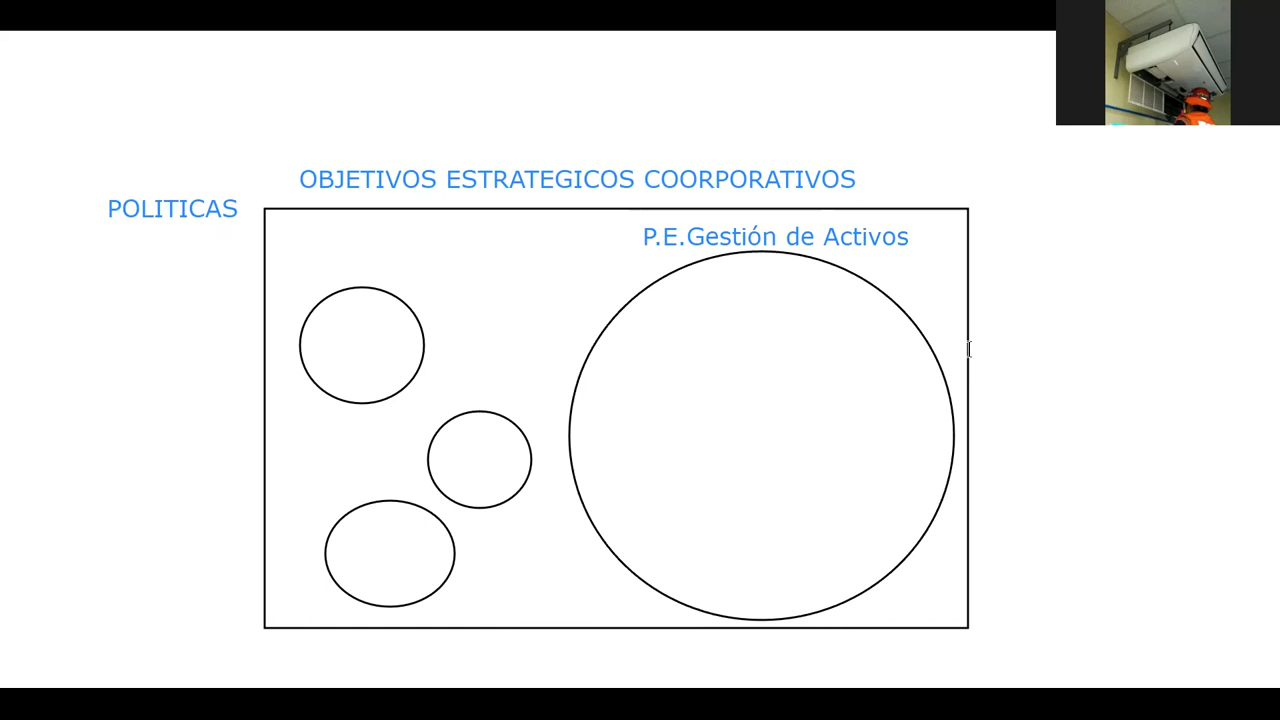 OBJETIVOS ESTRATEGICOS COORPORATIVOS
POLITICAS
P.E.Gestión de Activos